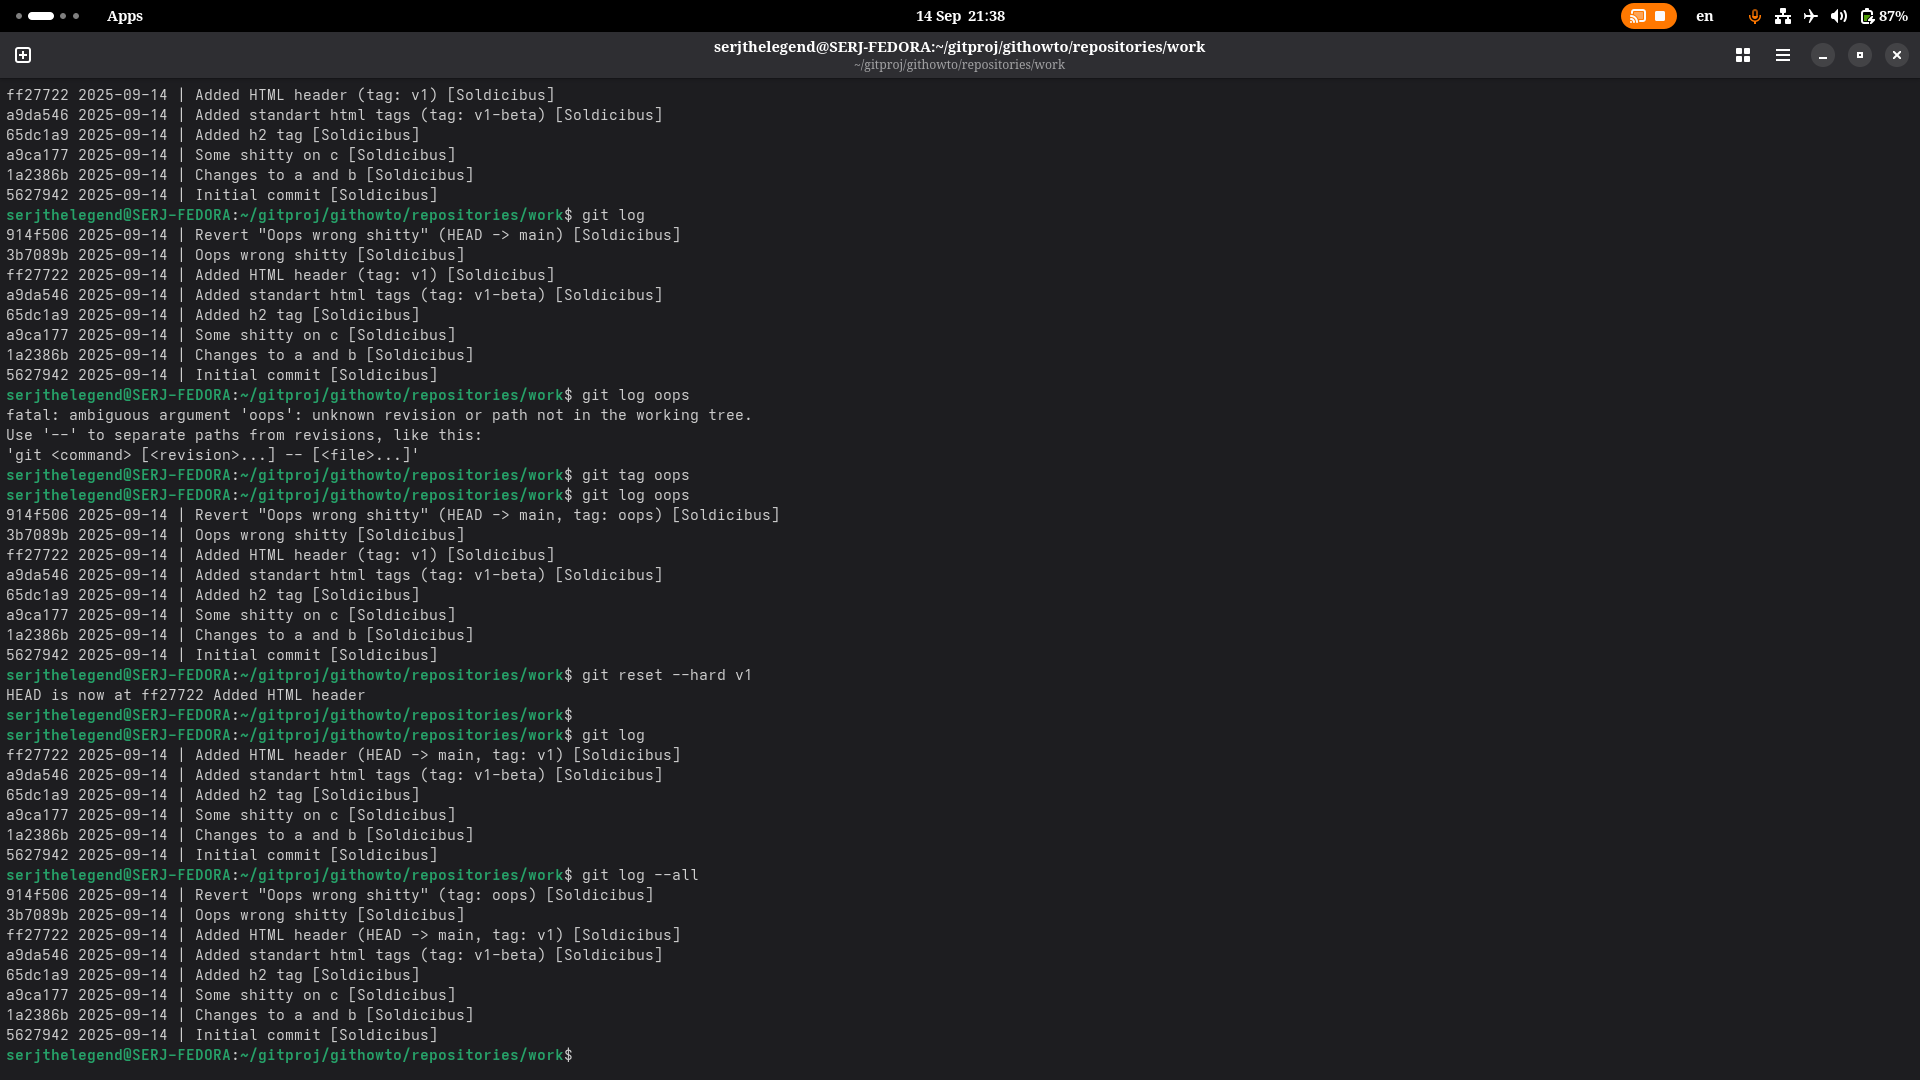 Apps
14 Sep 21:38
en
87%
serjthelegend@SERJ-FEDORA:~/gitproj/githowto/repositories/work
~/gitproj/githowto/repositories/work
ff27722 2025-09-14 | Added HTML header (tag: v1) [Soldicibus]
a9da546 2025-09-14 | Added standart html tags (tag: v1-beta) [Soldicibus]
65dc1a9 2025-09-14 | Added h2 tag [Soldicibus]
a9ca177 2025-09-14 | Some shitty on c [Soldicibus]
1a2386b 2025-09-14 | Changes to a and b [Soldicibus]
5627942 2025-09-14 | Initial commit [Soldicibus]
serjthelegend@SERJ-FEDORA:~/gitproj/githowto/repositories/work$ git log
914f506 2025-09-14 | Revert "Oops wrong shitty" (HEAD -> main) [Soldicibus]
3b7089b 2025-09-14 | Oops wrong shitty [Soldicibus]
ff27722 2025-09-14 | Added HTML header (tag: v1) [Soldicibus]
a9da546 2025-09-14 | Added standart html tags (tag: v1-beta) [Soldicibus]
65dc1a9 2025-09-14 | Added h2 tag [Soldicibus]
a9ca177 2025-09-14 | Some shitty on c [Soldicibus]
1a2386b 2025-09-14 | Changes to a and b [Soldicibus]
5627942 2025-09-14 | Initial commit [Soldicibus]
serjthelegend@SERJ-FEDORA:~/gitproj/githowto/repositories/work$ git log oops
fatal: ambiguous argument 'oops': unknown revision or path not in the working tree.
Use '--' to separate paths from revisions, like this:
'git <command> [<revision>...] -- [<file>...]'
serjthelegend@SERJ-FEDORA:~/gitproj/githowto/repositories/work$ git tag oops
serjthelegend@SERJ-FEDORA:~/gitproj/githowto/repositories/work$ git log oops
914f506 2025-09-14 | Revert "Oops wrong shitty" (HEAD -> main, tag: oops) [Soldicibus]
3b7089b 2025-09-14 | Oops wrong shitty [Soldicibus]
ff27722 2025-09-14 | Added HTML header (tag: v1) [Soldicibus]
a9da546 2025-09-14 | Added standart html tags (tag: v1-beta) [Soldicibus]
65dc1a9 2025-09-14 | Added h2 tag [Soldicibus]
a9ca177 2025-09-14 | Some shitty on c [Soldicibus]
1a2386b 2025-09-14 | Changes to a and b [Soldicibus]
5627942 2025-09-14 | Initial commit [Soldicibus]
serjthelegend@SERJ-FEDORA:~/gitproj/githowto/repositories/work$ git reset --hard v1
HEAD is now at ff27722 Added HTML header
serjthelegend@SERJ-FEDORA:~/gitproj/githowto/repositories/work$
serjthelegend@SERJ-FEDORA:~/gitproj/githowto/repositories/work$ git log
ff27722 2025-09-14 | Added HTML header (HEAD -> main, tag: v1) [Soldicibus]
a9da546 2025-09-14 | Added standart html tags (tag: v1-beta) [Soldicibus]
65dc1a9 2025-09-14 | Added h2 tag [Soldicibus]
a9ca177 2025-09-14 | Some shitty on c [Soldicibus]
1a2386b 2025-09-14 | Changes to a and b [Soldicibus]
5627942 2025-09-14 | Initial commit [Soldicibus]
serjthelegend@SERJ-FEDORA:~/gitproj/githowto/repositories/work$ git log --all
914f506 2025-09-14 | Revert "Oops wrong shitty" (tag: oops) [Soldicibus]
3b7089b 2025-09-14 | Oops wrong shitty [Soldicibus]
ff27722 2025-09-14 | Added HTML header (HEAD -> main, tag: v1) [Soldicibus]
a9da546 2025-09-14 | Added standart html tags (tag: v1-beta) [Soldicibus]
65dc1a9 2025-09-14 | Added h2 tag [Soldicibus]
a9ca177 2025-09-14 | Some shitty on c [Soldicibus]
1a2386b 2025-09-14 | Changes to a and b [Soldicibus]
5627942 2025-09-14 | Initial commit [Soldicibus]
serjthelegend@SERJ-FEDORA:~/gitproj/githowto/repositories/work$